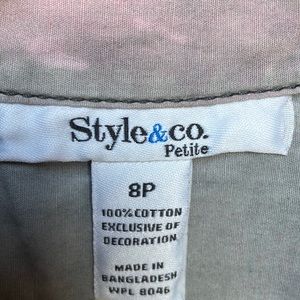 Style&co.
Petite
8P
100% COTTON
EXCLUSIVE OF
DECORATION.
MADE IN
BANGLADESH
WPL 8046